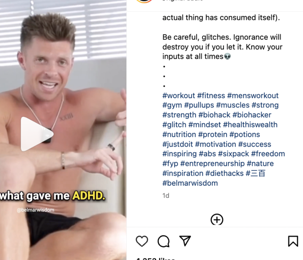 actual thing has consumed itself).
Be careful, glitches. Ignorance will
destroy you if you let it. Know your
inputs at all times👽
•
•
•
•
#workout #fitness #mensworkout
#gym #pullups #muscles #strong
#strength #biohack #biohacker
#glitch #mindset #healthiswealth
#nutrition #protein #potions
#justdoit #motivation #success
#inspiring #abs #sixpack #freedom
#fyp #entrepreneurship #nature
#inspiration #diethacks #三百
#belmarwisdom
1d
what gave me ADHD.
@belmarwisdom